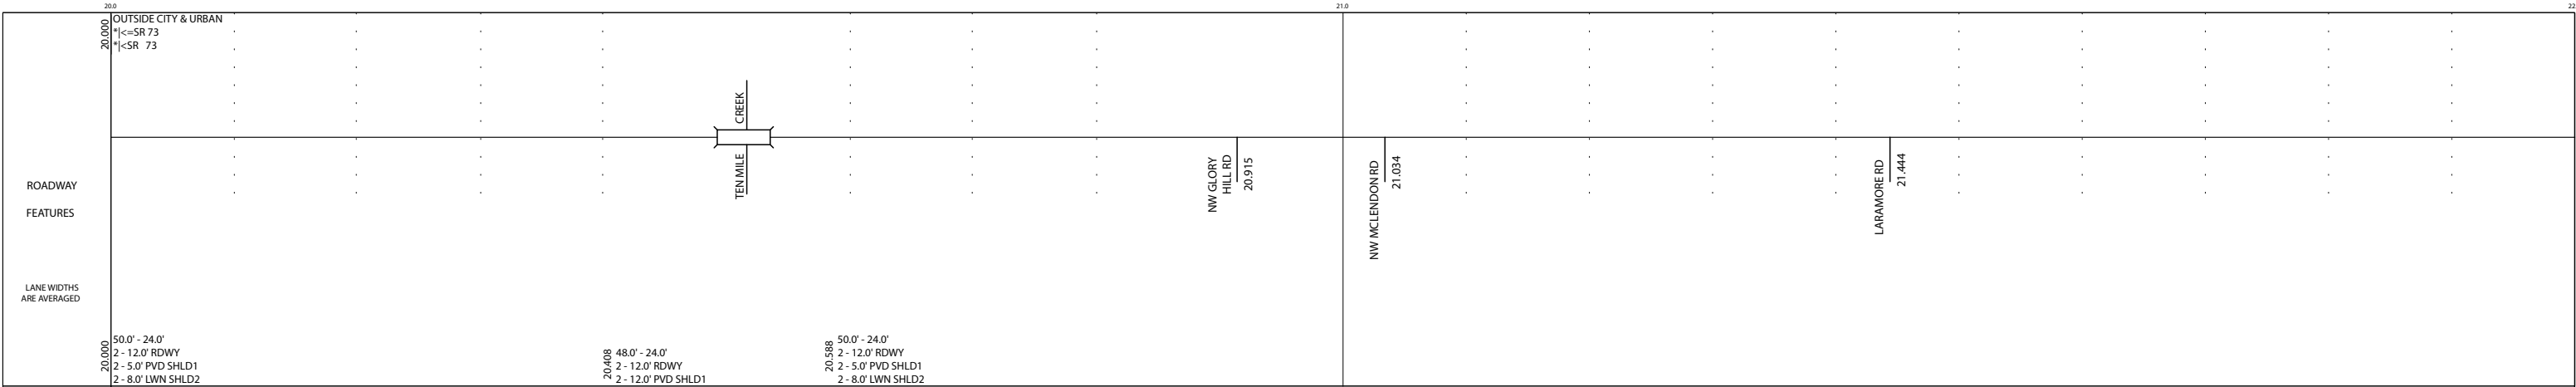 20.0
21.0
22
20.000
OUTSIDE CITY & URBAN
*|<=SR 73
*|<SR 73
CREEK
TEN MILE
NW GLORY
HILL RD
20.915
NW MCLENDON RD
21.034
LARAMORE RD
21.444
ROADWAY
FEATURES
LANE WIDTHS
ARE AVERAGED
20.000
50.0' - 24.0'
2 - 12.0' RDWY
2 - 5.0' PVD SHLD1
2 - 8.0' LWN SHLD2
20.408
48.0' - 24.0'
2 - 12.0' RDWY
2 - 12.0' PVD SHLD1
20.588
50.0' - 24.0'
2 - 12.0' RDWY
2 - 5.0' PVD SHLD1
2 - 8.0' LWN SHLD2